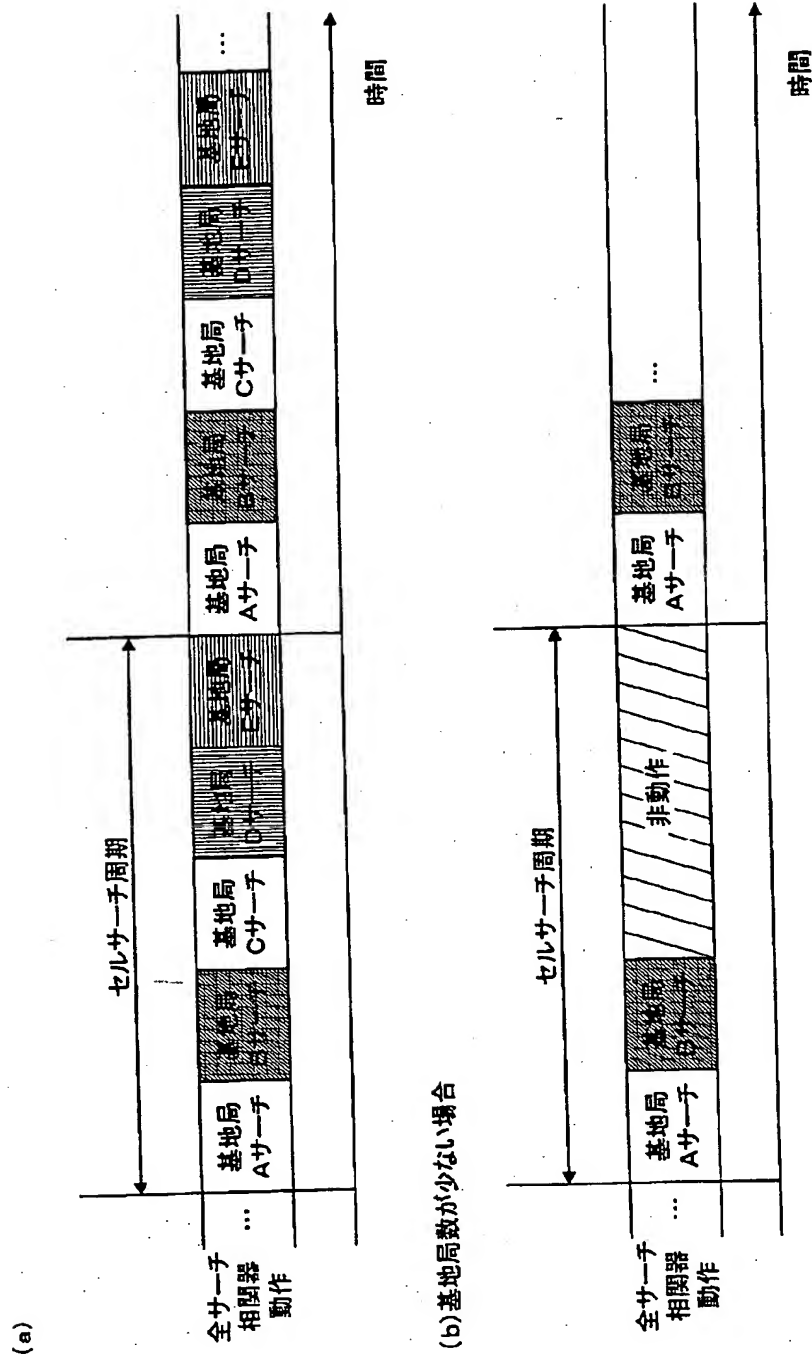 (a)
セルサーチ周期
全サーチ
相関器
動作
…
基地局
Aサーチ
基地局
Bサーチ
基地局
Cサーチ
基地局
Dサーチ
基地局
Eサーチ
基地局
Aサーチ
基地局
Bサーチ
基地局
Cサーチ
基地局
Dサーチ
基地局
Eサーチ
…
時間
(b)基地局数が少ない場合
セルサーチ周期
全サーチ
相関器
動作
…
基地局
Aサーチ
基地局
Bサーチ
非動作
基地局
Aサーチ
基地局
Bサーチ
…
時間